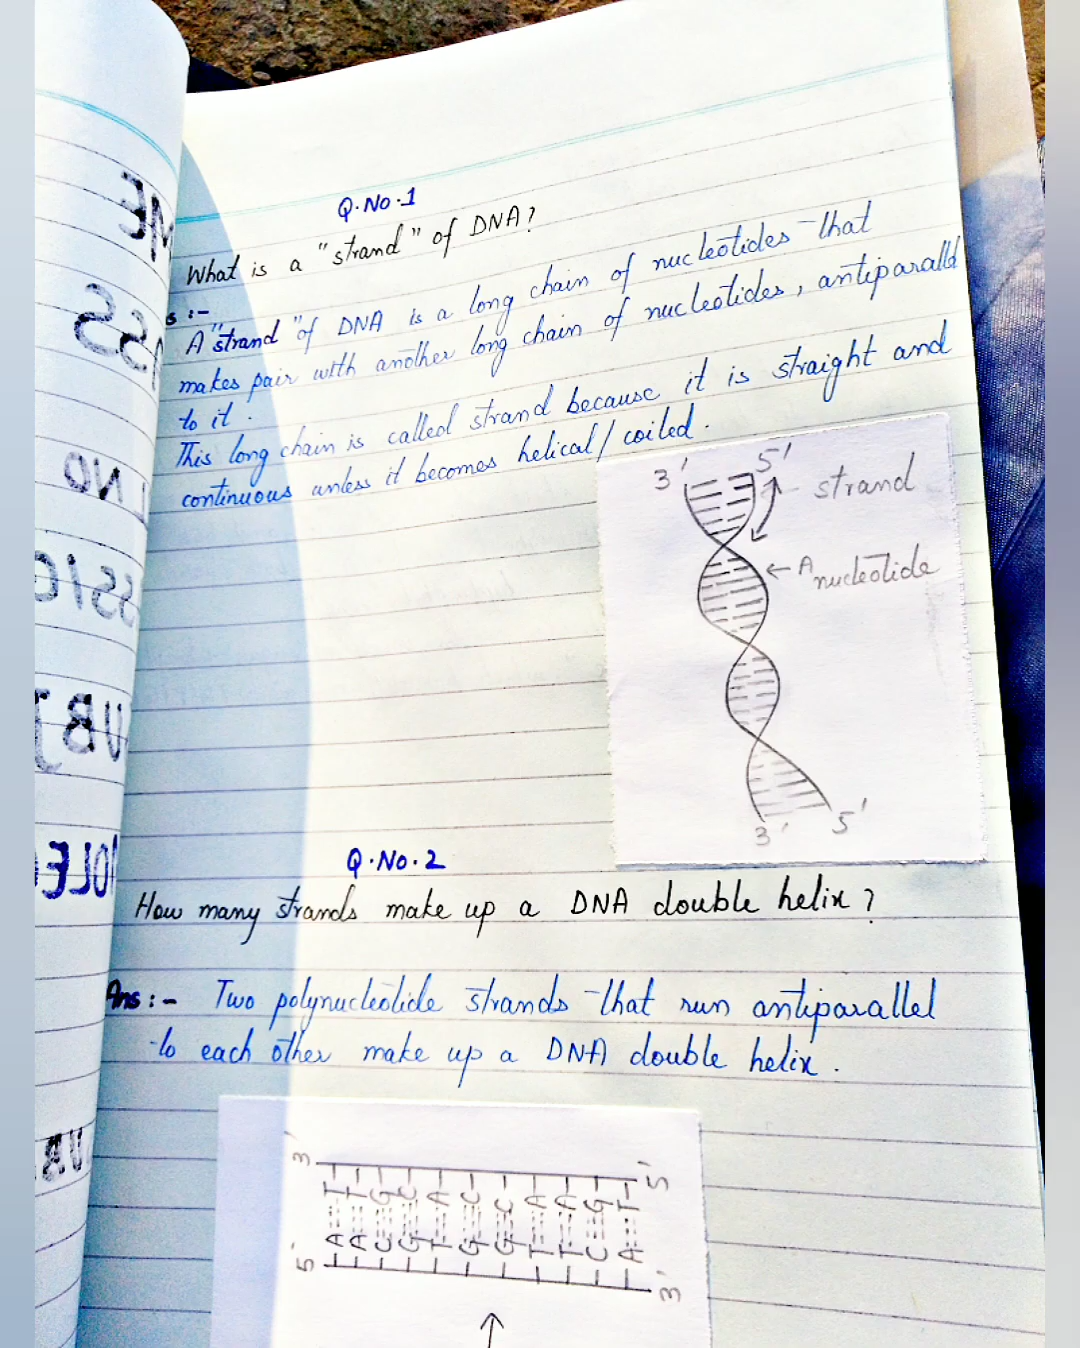 Q.No.1
What is a "strand" of DNA?
s :-
A "strand" of DNA is a long chain of nucleotides that
makes pair with another long chain of nucleotides, antiparallel
to it.
This long chain is called strand because it is straight and
continuous unless it becomes helical/coiled.
3' 5'
strand
A nucleotide
3' 5'
Q.No.2
How many strands make up a DNA double helix?
Ans :- Two polynucleotide strands that run antiparallel
to each other make up a DNA double helix.
3' 5'
T T G C A C C A A G T
A A C G T G G T T C A
5' 3'